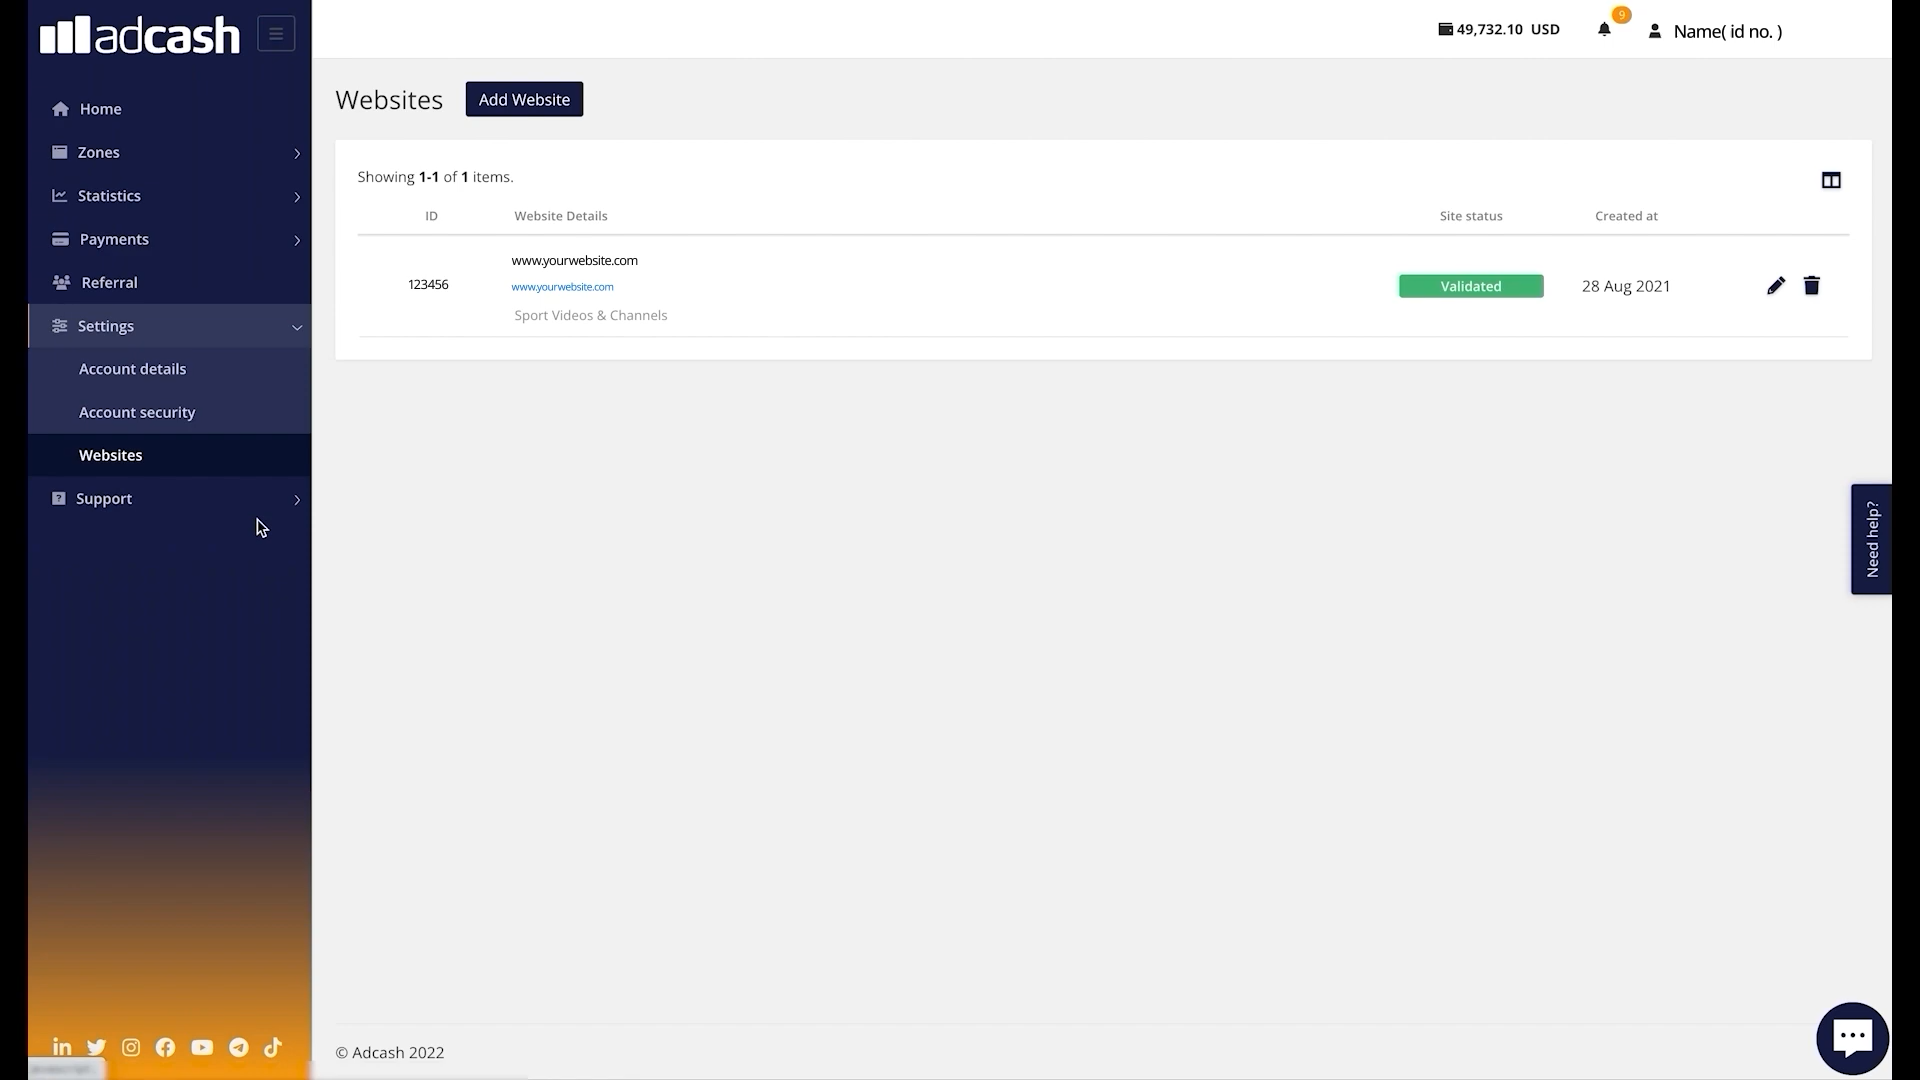 adcash
49,732.10 USD
9
Name( id no. )
Home
Zones
Statistics
Payments
Referral
Settings
Account details
Account security
Websites
Support
Websites
Add Website
Showing 1-1 of 1 items.
ID
Website Details
Site status
Created at
123456
www.yourwebsite.com
www.yourwebsite.com
Sport Videos & Channels
Validated
28 Aug 2021
Need help?
© Adcash 2022